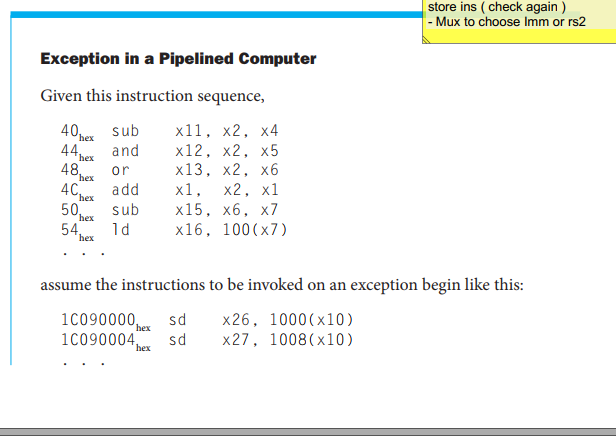 store ins ( check again )
- Mux to choose Imm or rs2
Exception in a Pipelined Computer
Given this instruction sequence,
40hex sub x11, x2, x4
44hex and x12, x2, x5
48hex or x13, x2, x6
4Chex add x1, x2, x1
50hex sub x15, x6, x7
54hex ld x16, 100(x7)
. . .
assume the instructions to be invoked on an exception begin like this:
1C090000hex sd x26, 1000(x10)
1C090004hex sd x27, 1008(x10)
. . .